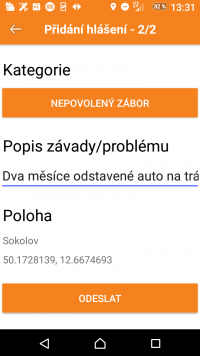 82 % 13:31
Přidání hlášení - 2/2
Kategorie
NEPOVOLENÝ ZÁBOR
Popis závady/problému
Dva měsíce odstavené auto na trá
Poloha
Sokolov
50.1728139, 12.6674693
ODESLAT